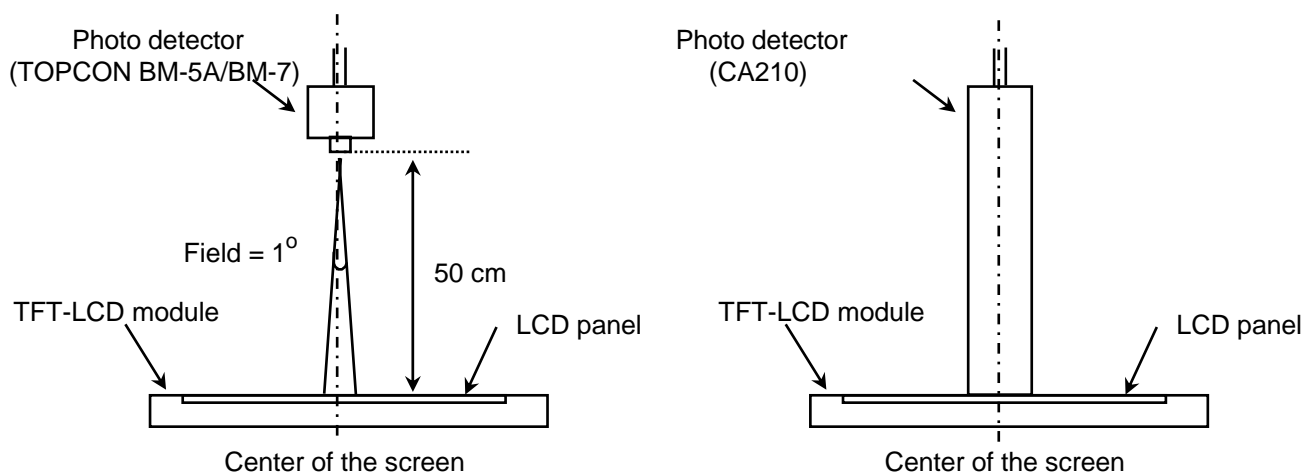 Photo detector
(TOPCON BM-5A/BM-7)
Field = 1°
50 cm
TFT-LCD module
LCD panel
Center of the screen
Photo detector
(CA210)
TFT-LCD module
LCD panel
Center of the screen